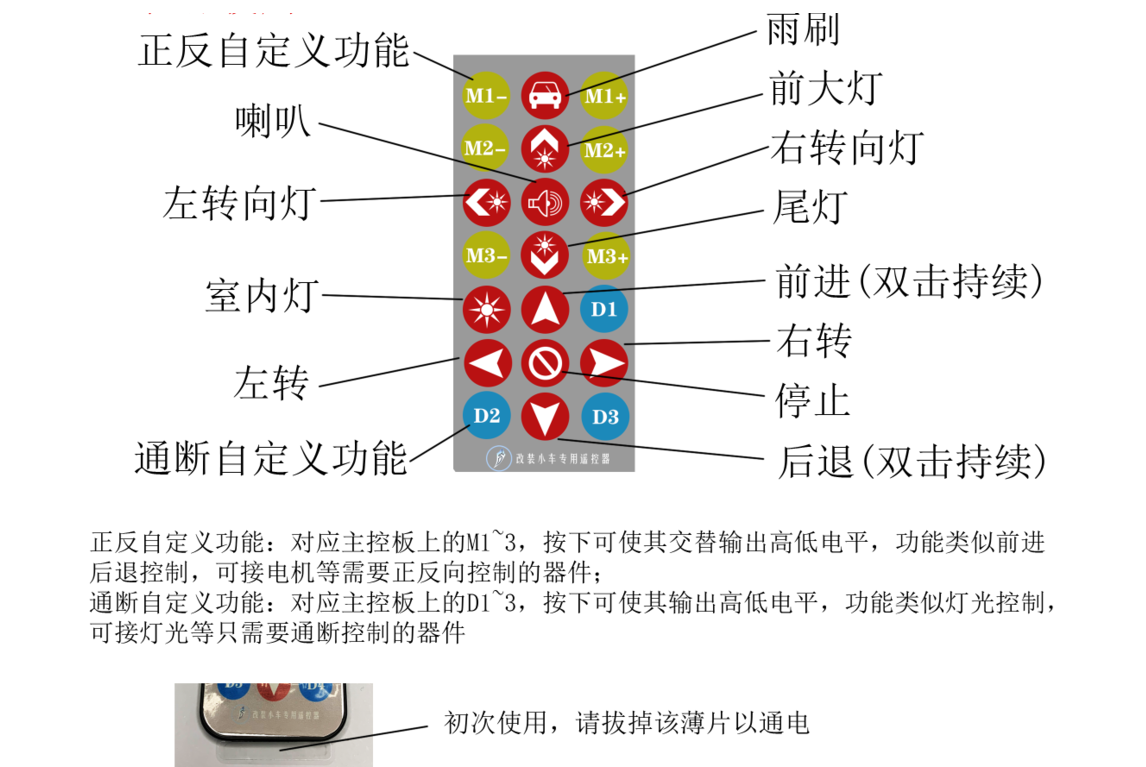 正反自定义功能
雨刷
M1-
M1+
前大灯
喇叭
M2-
M2+
右转向灯
左转向灯
尾灯
M3-
M3+
室内灯
前进(双击持续)
D1
右转
左转
停止
D2
D3
通断自定义功能
后退(双击持续)
改装小车专用遥控器
正反自定义功能：对应主控板上的M1~3，按下可使其交替输出高低电平，功能类似前进
后退控制，可接电机等需要正反向控制的器件；
通断自定义功能：对应主控板上的D1~3，按下可使其输出高低电平，功能类似灯光控制，
可接灯光等只需要通断控制的器件
改装小车专用遥控器
初次使用，请拔掉该薄片以通电